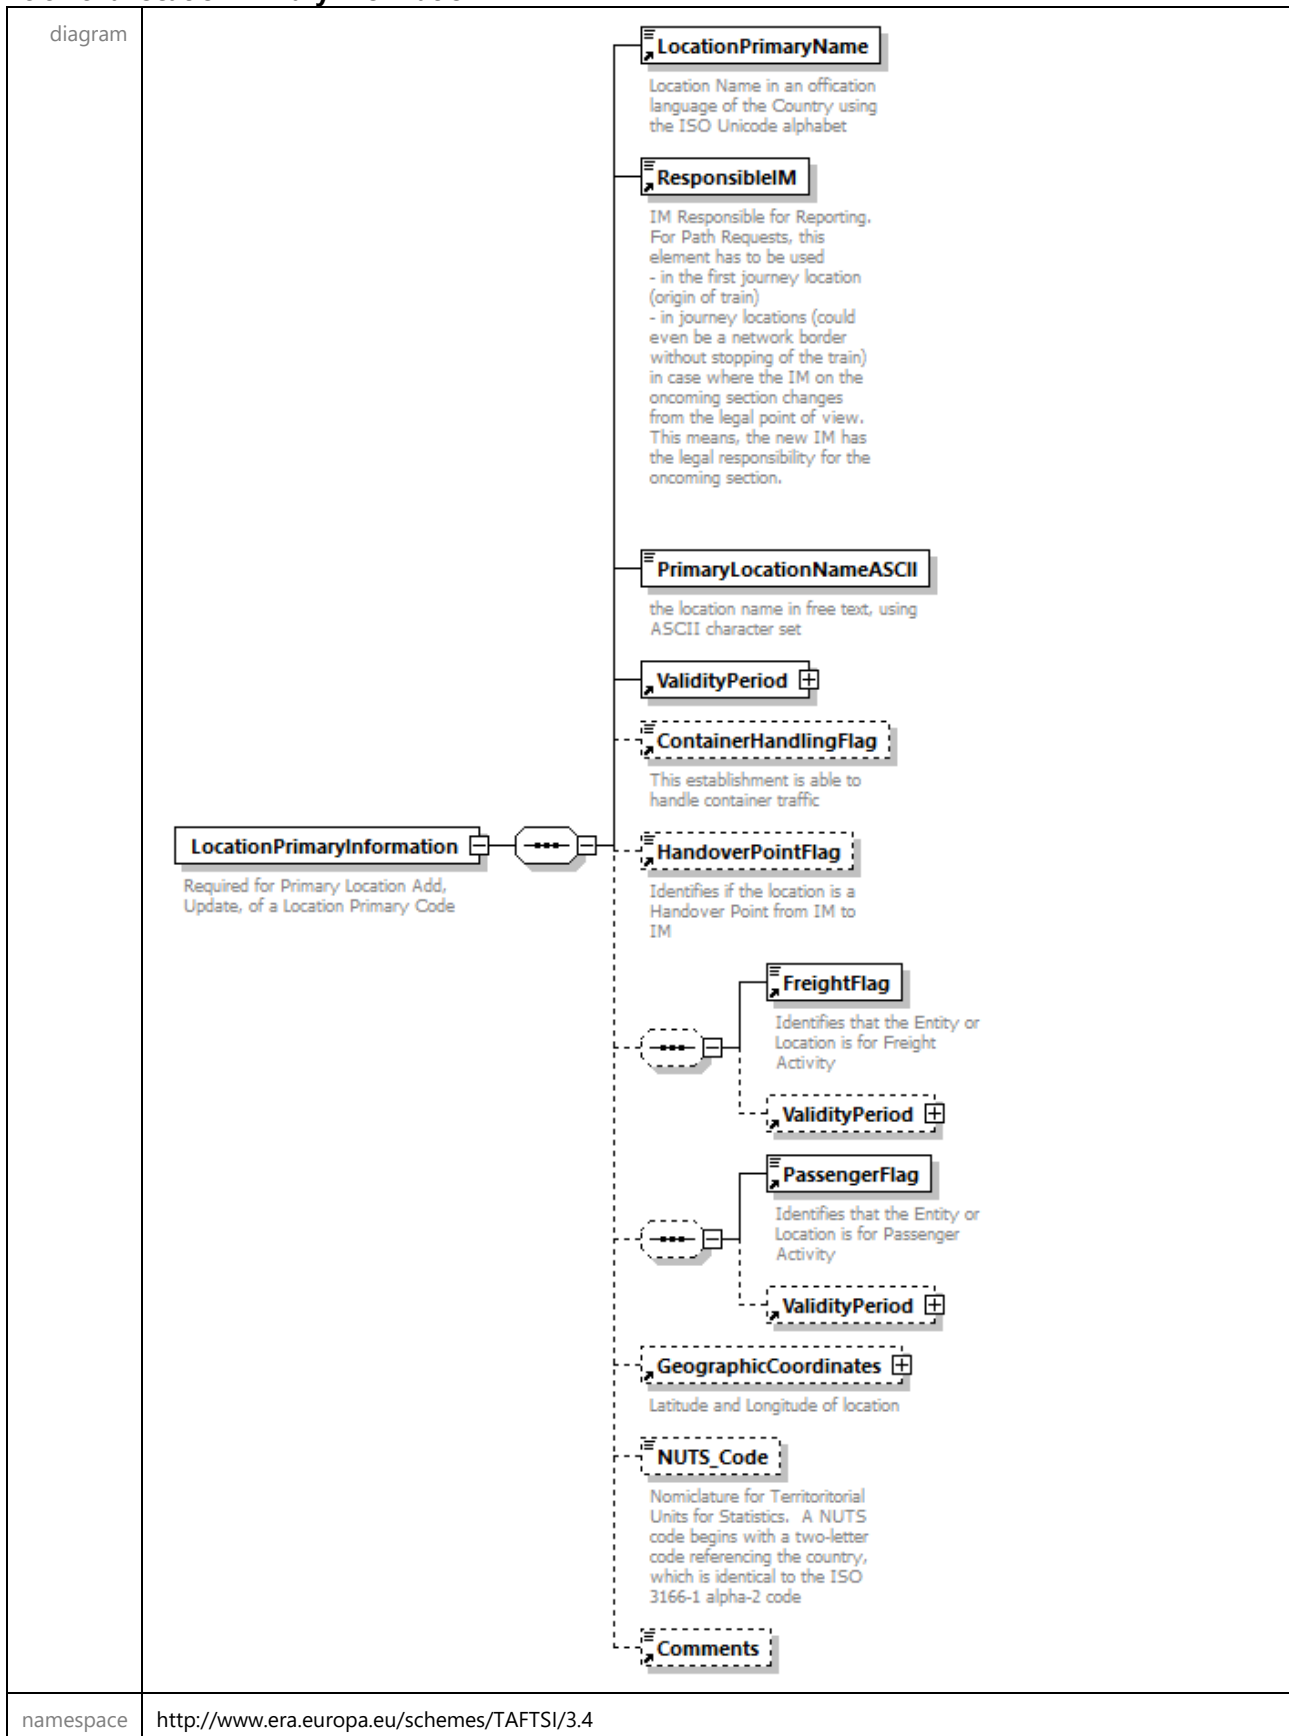 diagram
LocationPrimaryName
Location Name in an offication
language of the Country using
the ISO Unicode alphabet
ResponsibleIM
IM Responsible for Reporting.
For Path Requests, this
element has to be used
- in the first journey location
(origin of train)
- in journey locations (could
even be a network border
without stopping of the train)
in case where the IM on the
oncoming section changes
from the legal point of view.
This means, the new IM has
the legal responsibility for the
oncoming section.
PrimaryLocationNameASCII
the location name in free text, using
ASCII character set
ValidityPeriod
ContainerHandlingFlag
This establishment is able to
handle container traffic
LocationPrimaryInformation
Required for Primary Location Add,
Update, of a Location Primary Code
HandoverPointFlag
Identifies if the location is a
Handover Point from IM to
IM
FreightFlag
Identifies that the Entity or
Location is for Freight
Activity
ValidityPeriod
PassengerFlag
Identifies that the Entity or
Location is for Passenger
Activity
ValidityPeriod
GeographicCoordinates
Latitude and Longitude of location
NUTS_Code
Nomiclature for Territoritorial
Units for Statistics. A NUTS
code begins with a two-letter
code referencing the country,
which is identical to the ISO
3166-1 alpha-2 code
Comments
namespace
http://www.era.europa.eu/schemes/TAFTSI/3.4